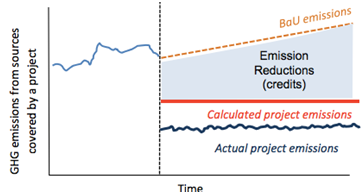 GHG emissions from sources
covered by a project
BaU emissions
Emission
Reductions
(credits)
Calculated project emissions
Actual project emissions
Time